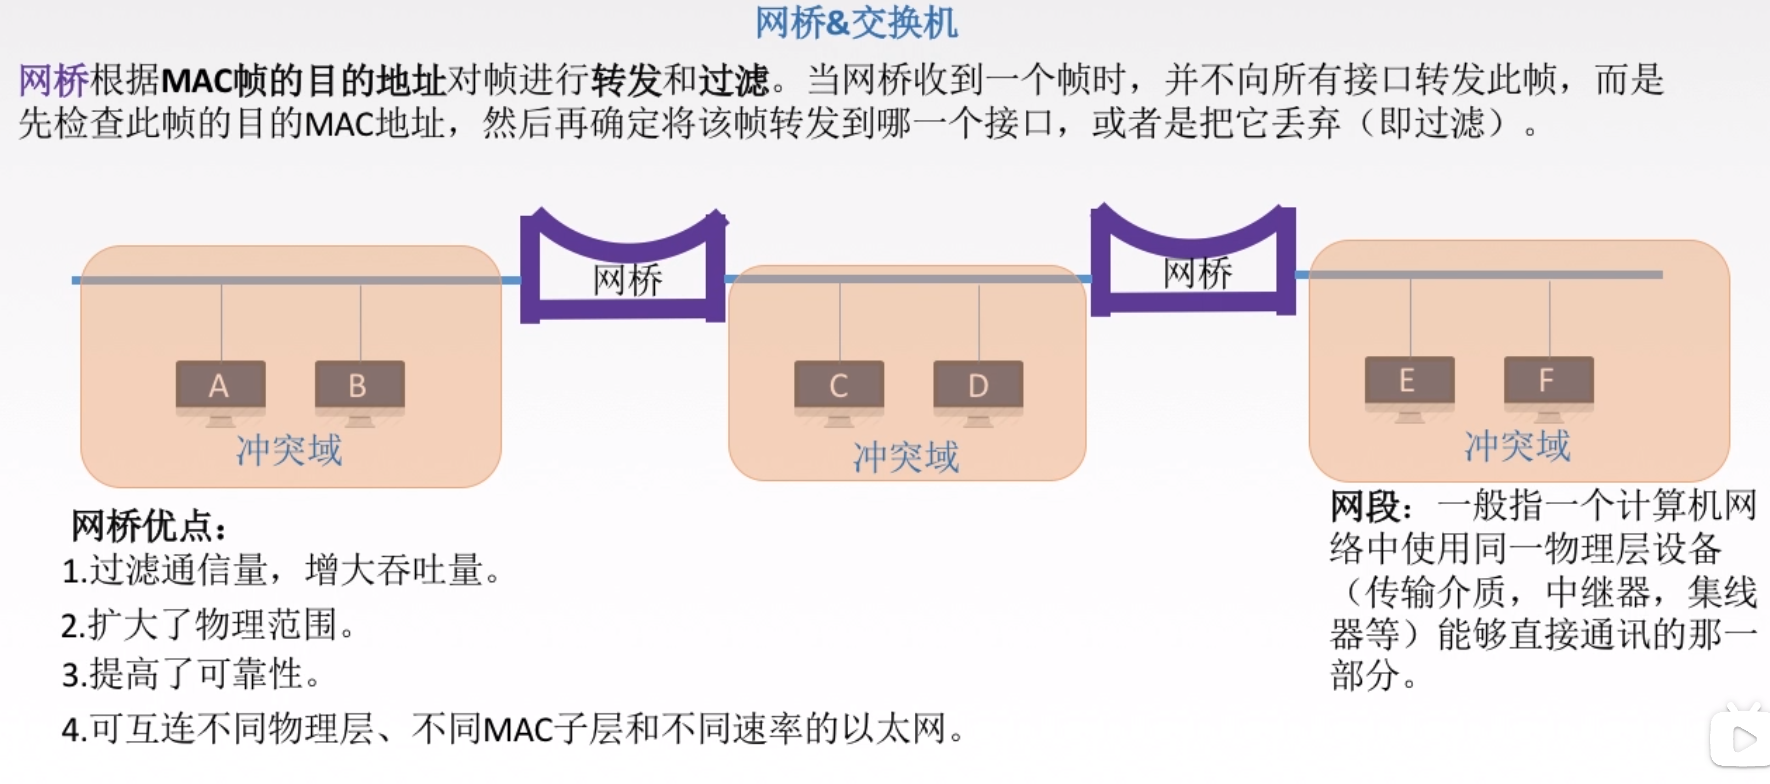 网桥&交换机
网桥根据MAC帧的目的地址对帧进行转发和过滤。当网桥收到一个帧时，并不向所有接口转发此帧，而是
先检查此帧的目的MAC地址，然后再确定将该帧转发到哪一个接口，或者是把它丢弃（即过滤）。
网桥
网桥
A
B
C
D
E
F
冲突域
冲突域
冲突域
网桥优点：
1.过滤通信量，增大吞吐量。
2.扩大了物理范围。
3.提高了可靠性。
4.可互连不同物理层、不同MAC子层和不同速率的以太网。
网段：一般指一个计算机网
络中使用同一物理层设备
（传输介质，中继器，集线
器等）能够直接通讯的那一
部分。